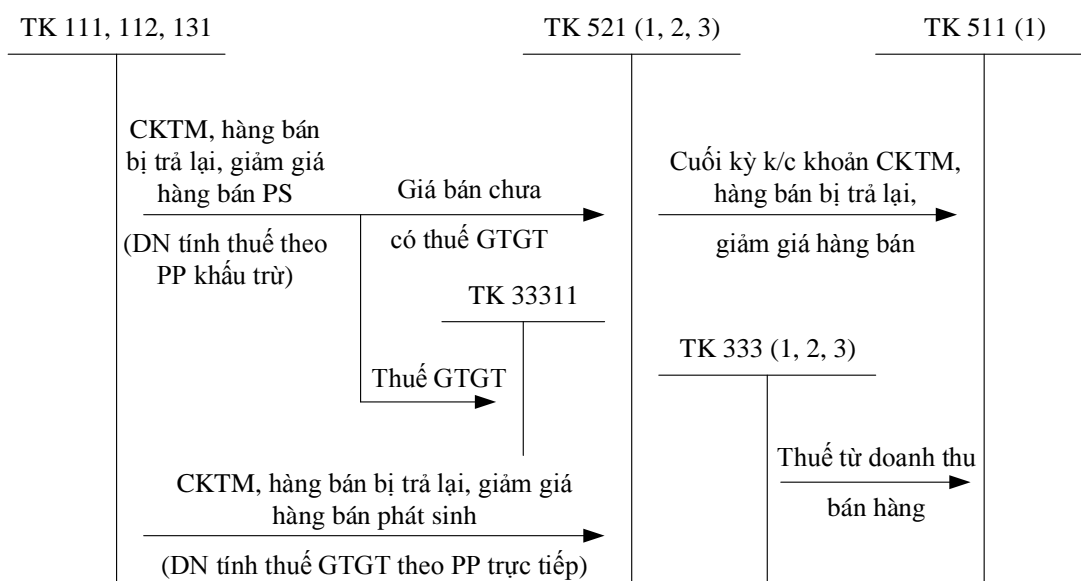 TK 111, 112, 131
TK 521 (1, 2, 3)
TK 511 (1)
CKTM, hàng bán
bị trả lại, giảm giá
hàng bán PS
(DN tính thuế theo
PP khấu trừ)
Giá bán chưa
có thuế GTGT
Cuối kỳ k/c khoản CKTM,
hàng bán bị trả lại,
giảm giá hàng bán
TK 33311
Thuế GTGT
TK 333 (1, 2, 3)
Thuế từ doanh thu
bán hàng
CKTM, hàng bán bị trả lại, giảm giá
hàng bán phát sinh
(DN tính thuế GTGT theo PP trực tiếp)